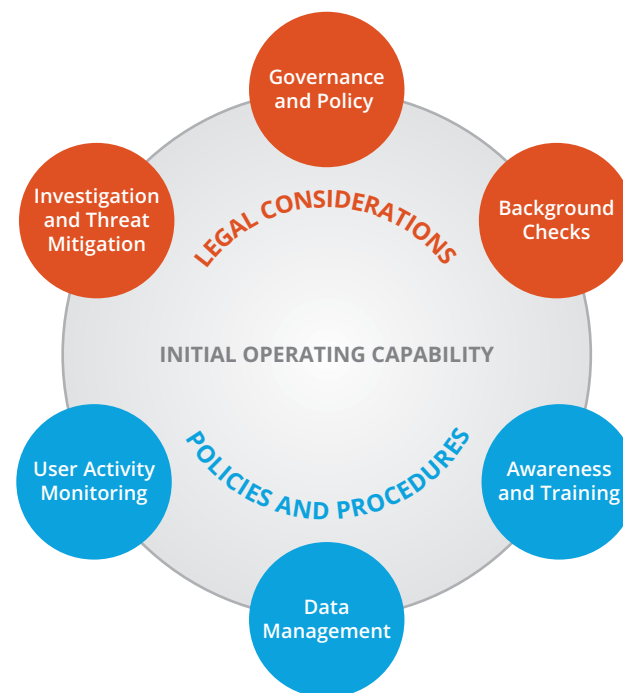 Governance
and Policy
Investigation
and Threat
Mitigation
Background
Checks
LEGAL CONSIDERATIONS
INITIAL OPERATING CAPABILITY
POLICIES AND PROCEDURES
User Activity
Monitoring
Awareness
and Training
Data
Management